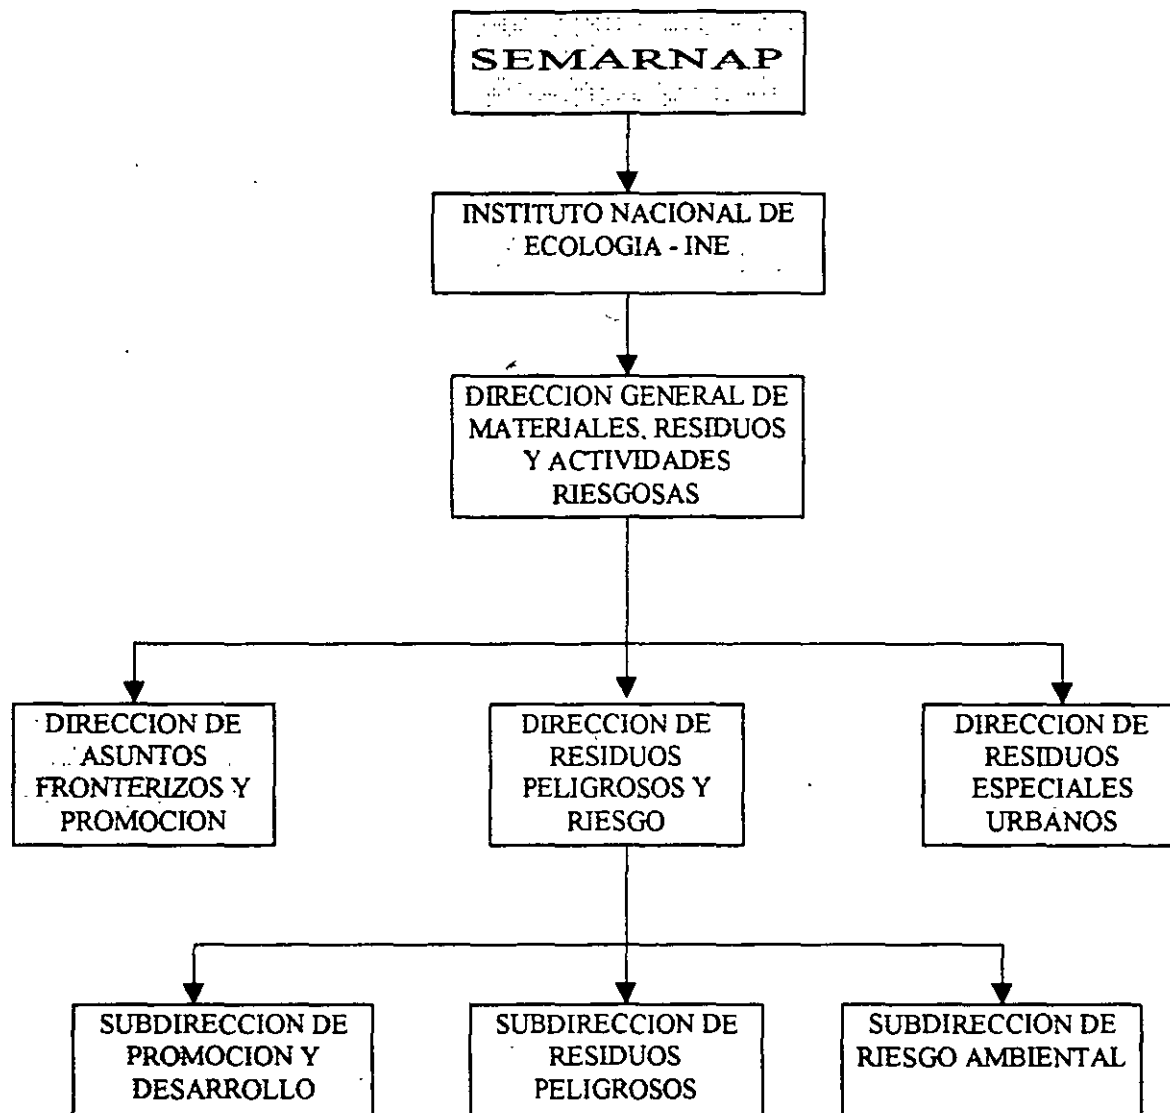 SEMARNAP
INSTITUTO NACIONAL DE
ECOLOGIA - INE
DIRECCION GENERAL DE
MATERIALES, RESIDUOS
Y ACTIVIDADES
RIESGOSAS
DIRECCION DE
ASUNTOS
FRONTERIZOS Y
PROMOCION
DIRECCION DE
RESIDUOS
PELIGROSOS Y
RIESGO
DIRECCION DE
RESIDUOS
ESPECIALES
URBANOS
SUBDIRECCION DE
PROMOCION Y
DESARROLLO
SUBDIRECCION DE
RESIDUOS
PELIGROSOS
SUBDIRECCION DE
RIESGO AMBIENTAL